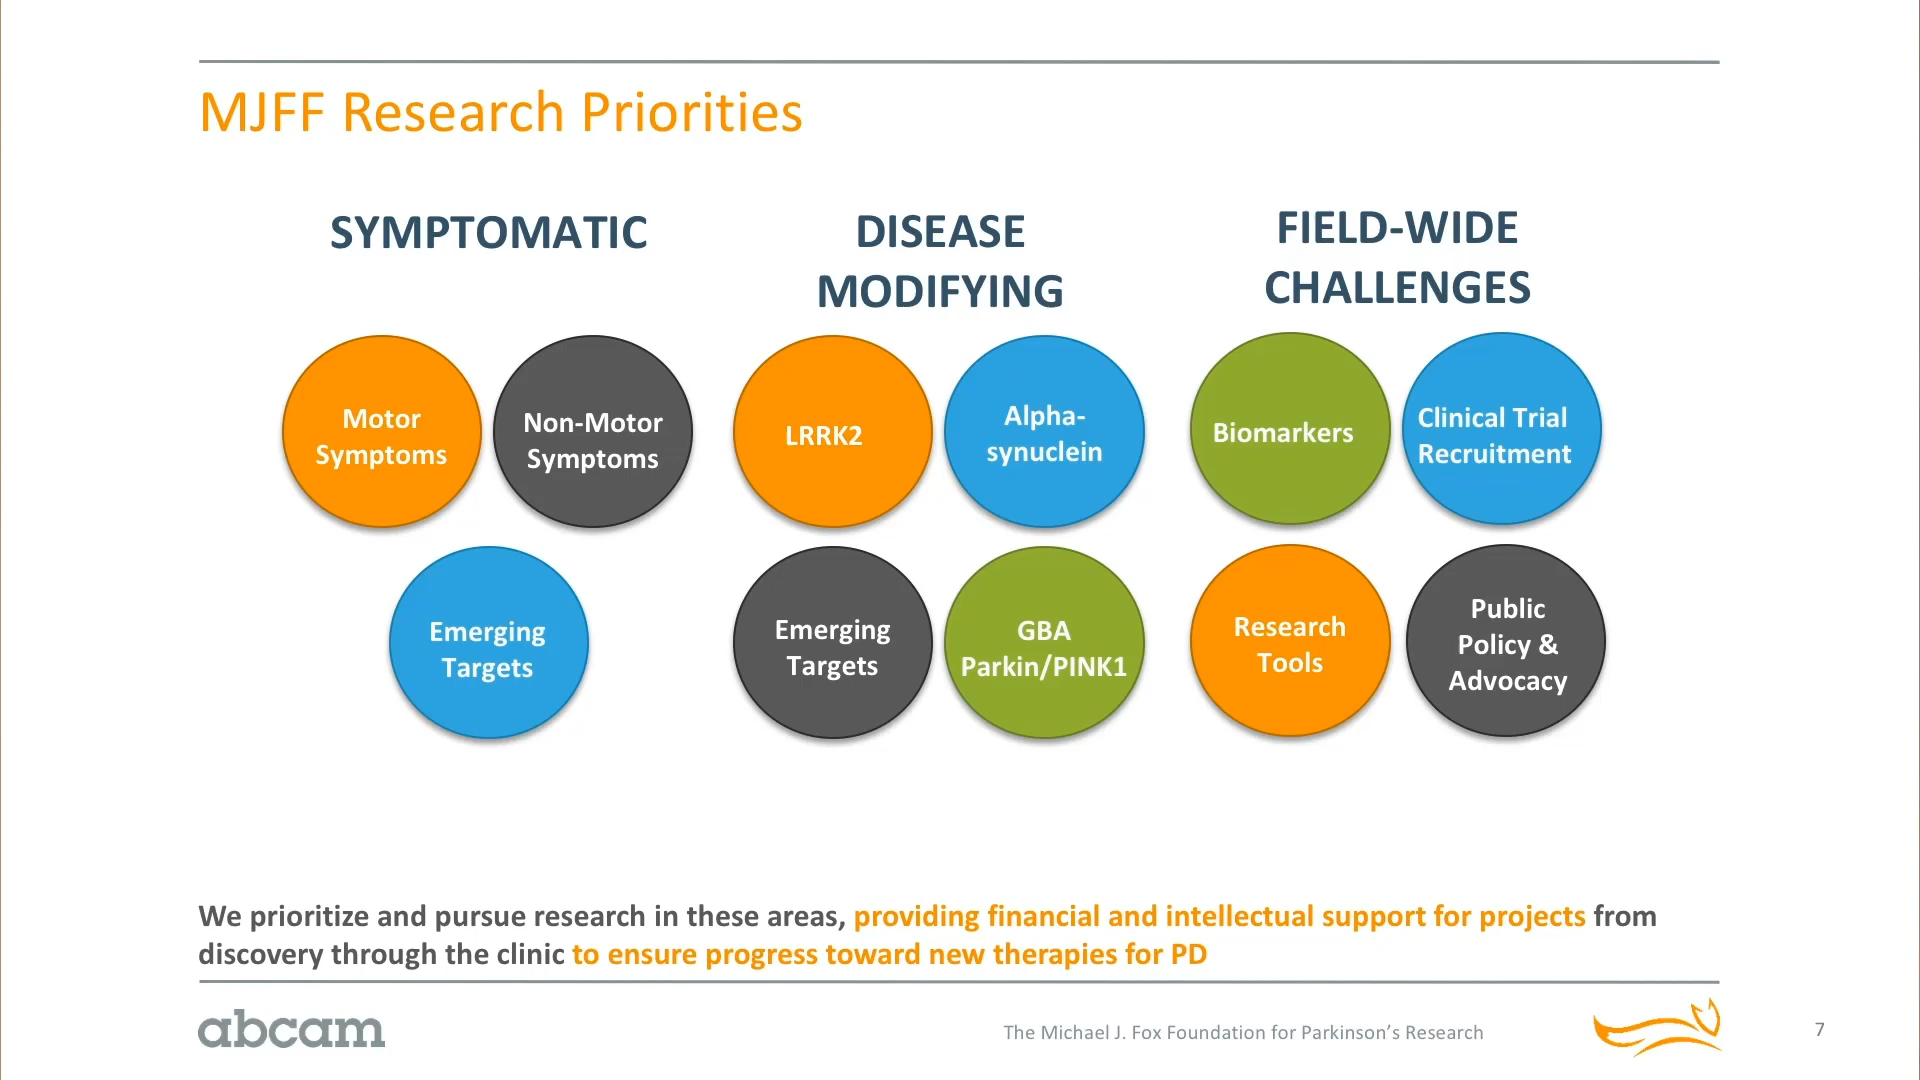 MJFF Research Priorities
SYMPTOMATIC
Motor
Symptoms
Non-Motor
Symptoms
Emerging
Targets
DISEASE
MODIFYING
LRRK2
Alpha-
synuclein
Emerging
Targets
GBA
Parkin/PINK1
FIELD-WIDE
CHALLENGES
Biomarkers
Clinical Trial
Recruitment
Research
Tools
Public
Policy &
Advocacy
We prioritize and pursue research in these areas, providing financial and intellectual support for projects from
discovery through the clinic to ensure progress toward new therapies for PD
abcam
The Michael J. Fox Foundation for Parkinson’s Research
7